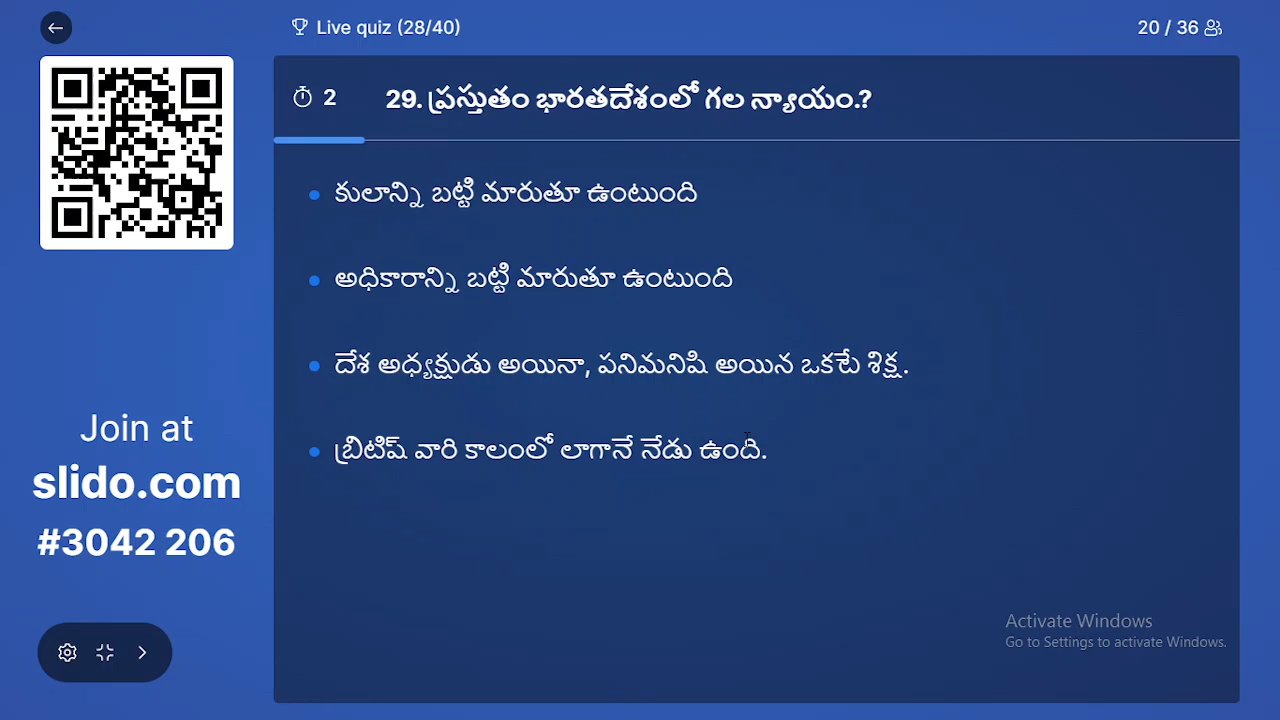 Live quiz (28/40)
20 / 36
2
29. ప్రస్తుతం భారతదేశంలో గల న్యాయం.?
కులాన్ని బట్టి మారుతూ ఉంటుంది
అధికారాన్ని బట్టి మారుతూ ఉంటుంది
దేశ అధ్యక్షుడు అయినా, పనిమనిషి అయిన ఒకటే శిక్ష.
బ్రిటిష్ వారి కాలంలో లాగానే నేడు ఉంది.
Join at
slido.com
#3042 206
Activate Windows
Go to Settings to activate Windows.